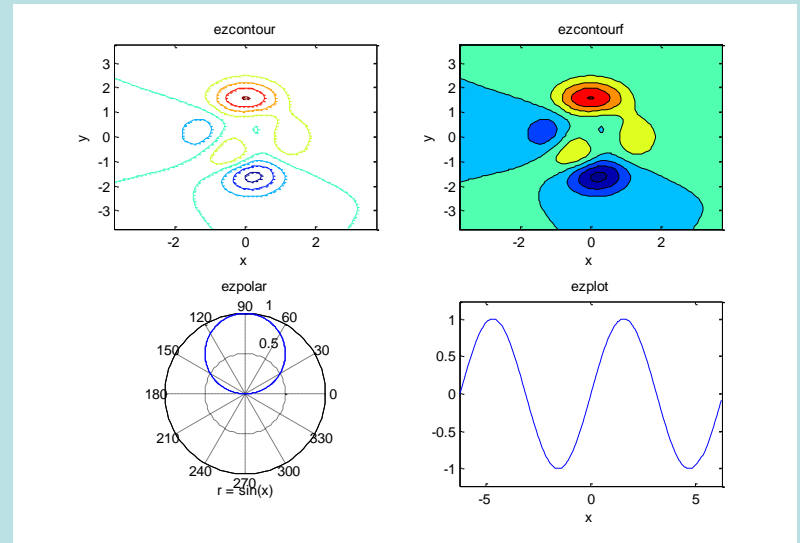 ezcontour
3
2
1
0
-1
-2
-3
y
-2 0 2
x
ezcontourf
3
2
1
0
-1
-2
-3
y
-2 0 2
x
ezpolar
90 1
120 60
0.5
150 30
180 0
210 330
240 300
270
r = sin(x)
ezplot
1
0.5
0
-0.5
-1
-5 0 5
x